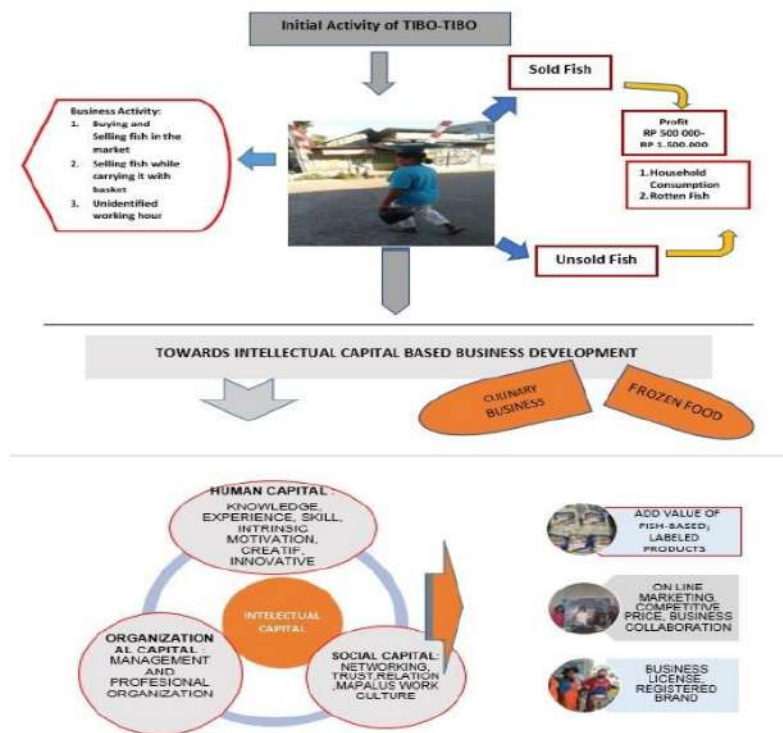 Initial Activity of TIBO-TIBO
Sold Fish
Business Activity:
1. Buying and
Selling fish in the
market
2. Selling fish while
carrying it with
basket
3. Unidentified
working hour
Profit
RP 500 000-
RP 1.500.000
1. Household
Consumption
2. Rotten Fish
Unsold Fish
TOWARDS INTELLECTUAL CAPITAL BASED BUSINESS DEVELOPMENT
CULINARY
BUSINESS
FROZEN FOOD
HUMAN CAPITAL :
KNOWLEDGE,
EXPERIENCE, SKILL,
INTRINSIC
MOTIVATION,
CREATIF,
INNOVATIVE
INTELECTUAL
CAPITAL
ORGANIZATION
AL CAPITAL :
MANAGEMENT
AND
PROFESIONAL
ORGANIZATION
SOCIAL CAPITAL:
NETWORKING,
TRUST,RELATION
,MAPALUS WORK
CULTURE
ADD VALUE OF
FISH-BASED;
LABELED
PRODUCTS
ON LINE
MARKETING,
COMPETITIVE
PRICE, BUSINESS
COLLABORATION
BUSINESS
LICENSE,
REGISTERED
BRAND